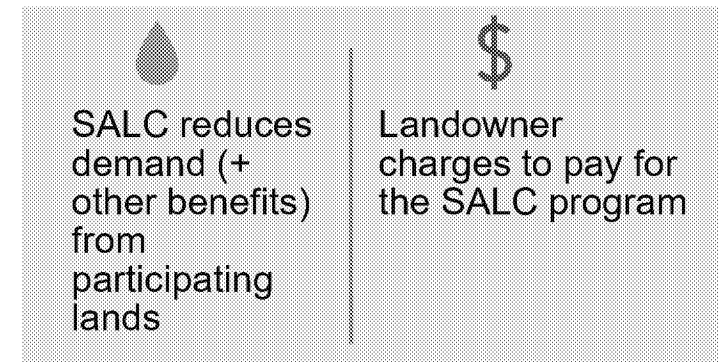 $
SALC reduces
demand (+
other benefits)
from
participating
lands
Landowner
charges to pay for
the SALC program